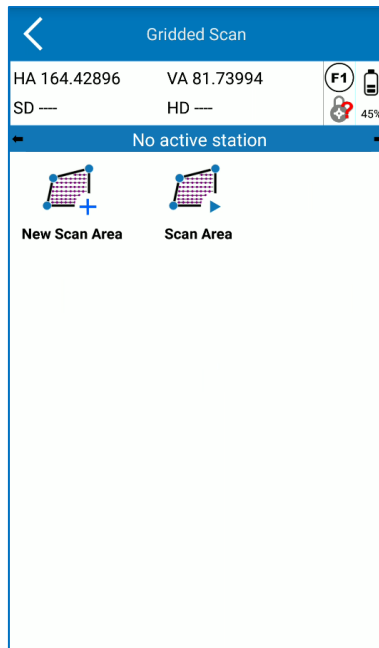 Gridded Scan
HA 164.42896 VA 81.73994 F1
SD ---- HD ---- 45%
No active station
New Scan Area Scan Area